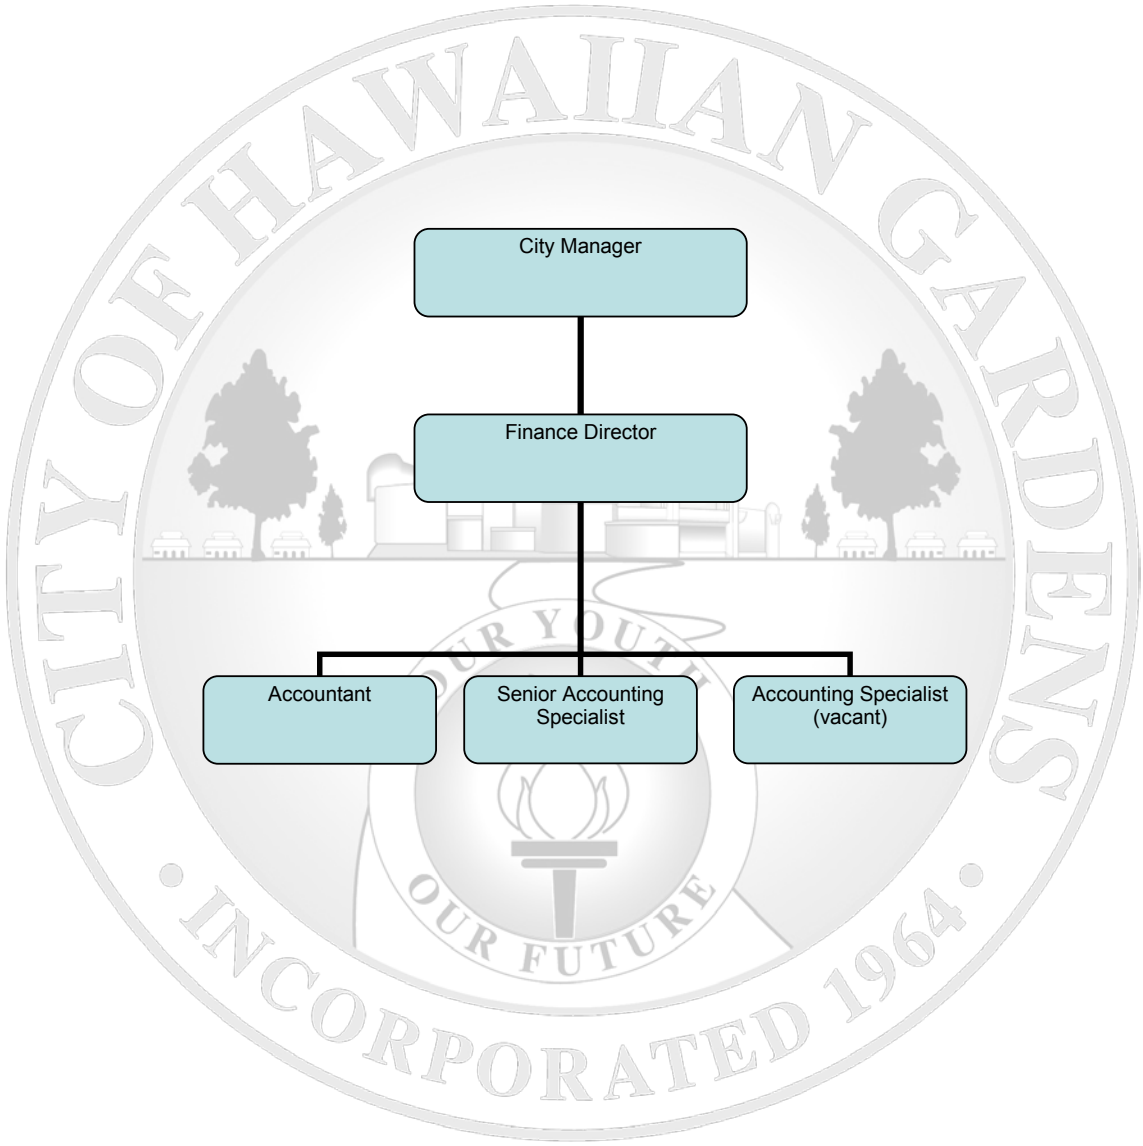 CITY OF HAWAIIAN GARDENS
City Manager
Finance Director
OUR YOUTH
Accountant
Senior Accounting
Specialist
Accounting Specialist
(vacant)
OUR FUTURE
• INCORPORATED 1964 •